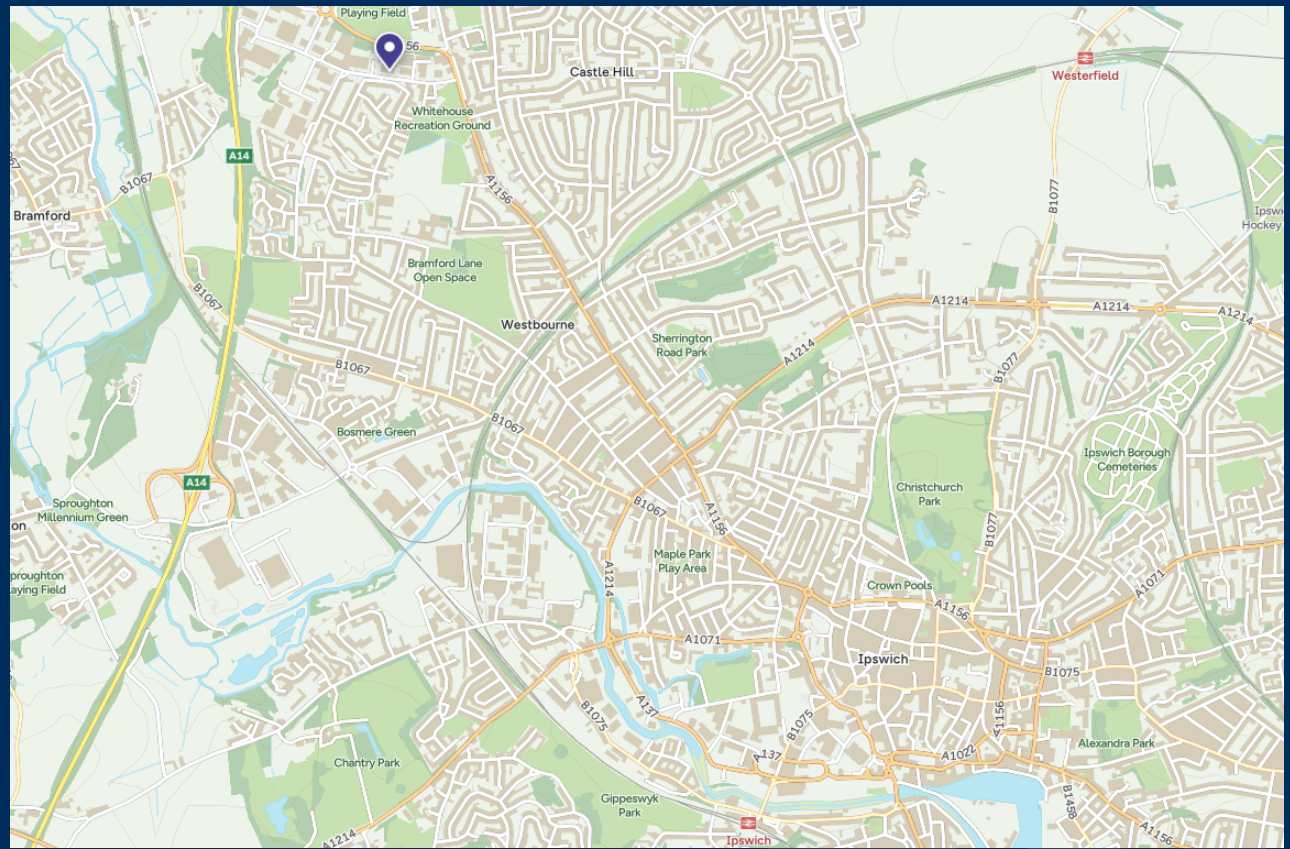 Playing Field
56
Castle Hill
Westerfield
Whitehouse
Recreation Ground
A14
A1156
B1067
B1077
Bramford
Hockey
Bramford Lane
Open Space
B1067
Westbourne
A1214
A1214
A1214
Sherrington
Road Park
A1214
B1067
B1077
Bosmere Green
B1067
Ipswich Borough
Cemeteries
A14
Christchurch
Park
Sproughton
Millennium Green
B1067
A1156
B1077
on
Maple Park
Play Area
proughton
aying Field
A1214
Crown Pools
A1071
A1156
A1071
Ipswich
B1075
A137
B1075
B1075
A1156
Alexandra Park
Chantry Park
A137
A1022
Gippeswyk
Park
B1458
A1214
Ipswich
A1156